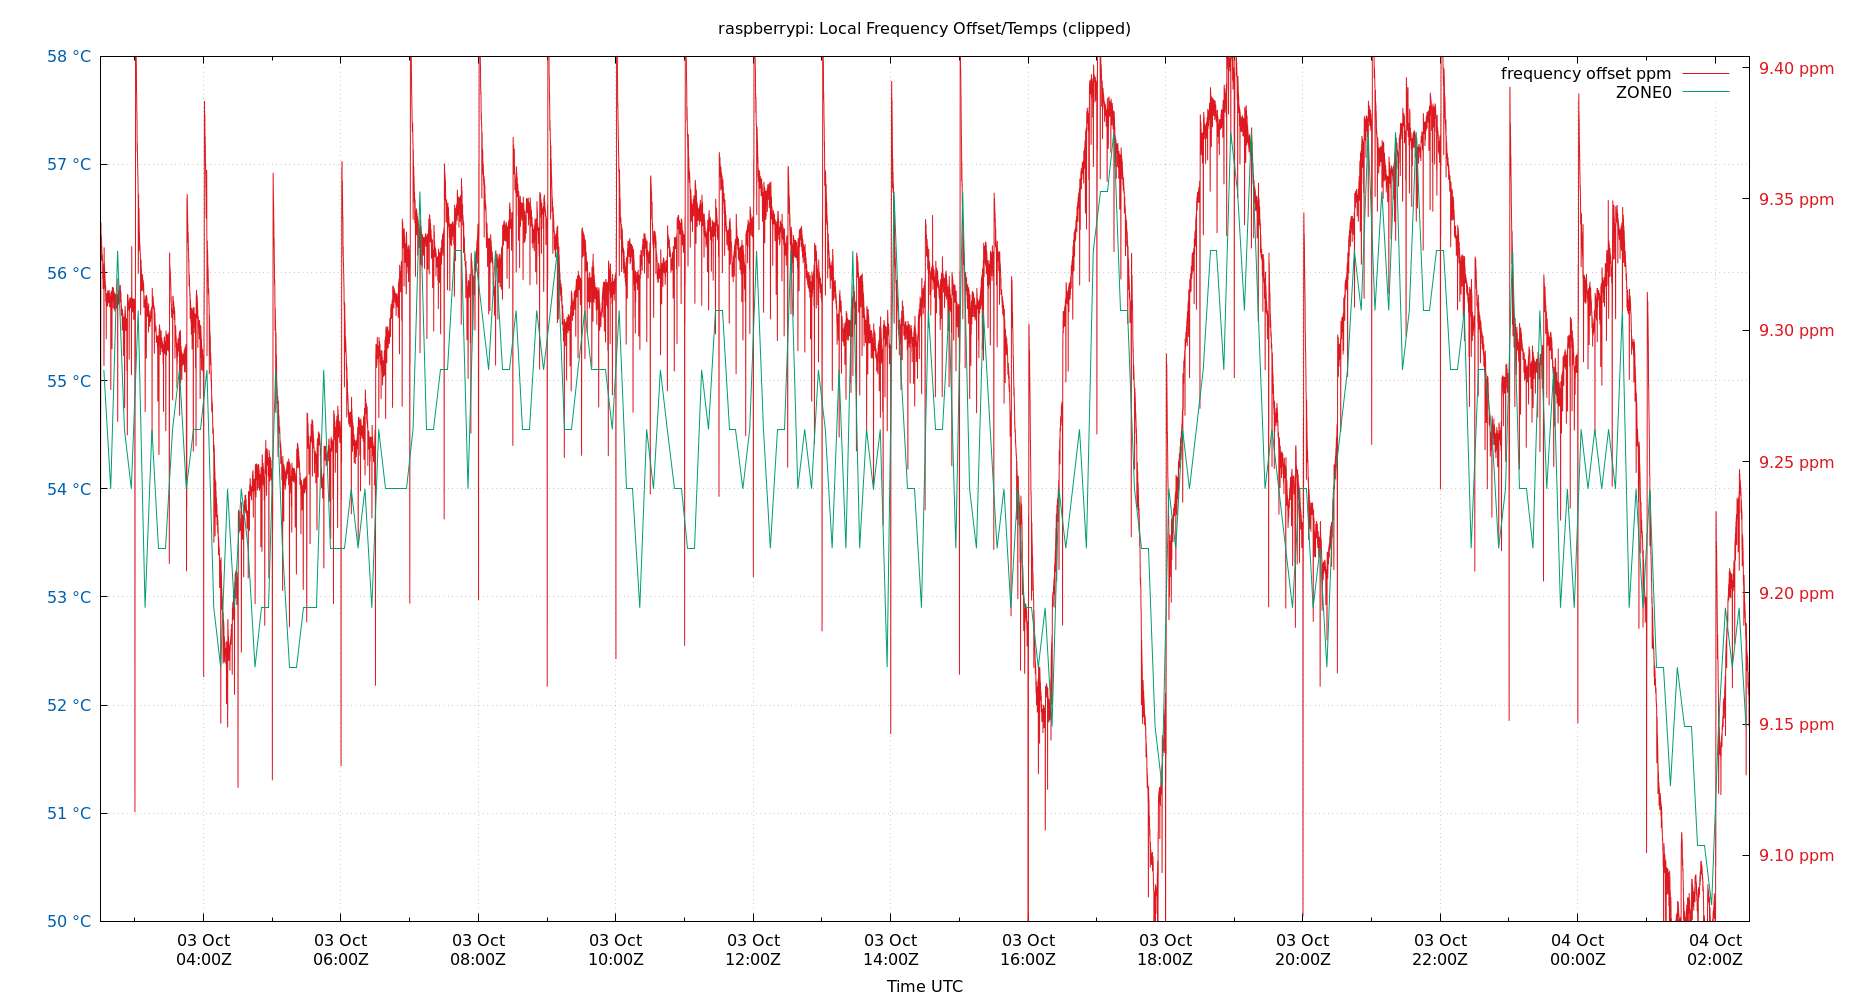 raspberrypi: Local Frequency Offset/Temps (clipped)
frequency offset ppm
ZONE0
58 °C
57 °C
56 °C
55 °C
54 °C
53 °C
52 °C
51 °C
50 °C
9.40 ppm
9.35 ppm
9.30 ppm
9.25 ppm
9.20 ppm
9.15 ppm
9.10 ppm
03 Oct
04:00Z
03 Oct
06:00Z
03 Oct
08:00Z
03 Oct
10:00Z
03 Oct
12:00Z
03 Oct
14:00Z
03 Oct
16:00Z
03 Oct
18:00Z
03 Oct
20:00Z
03 Oct
22:00Z
04 Oct
00:00Z
04 Oct
02:00Z
Time UTC